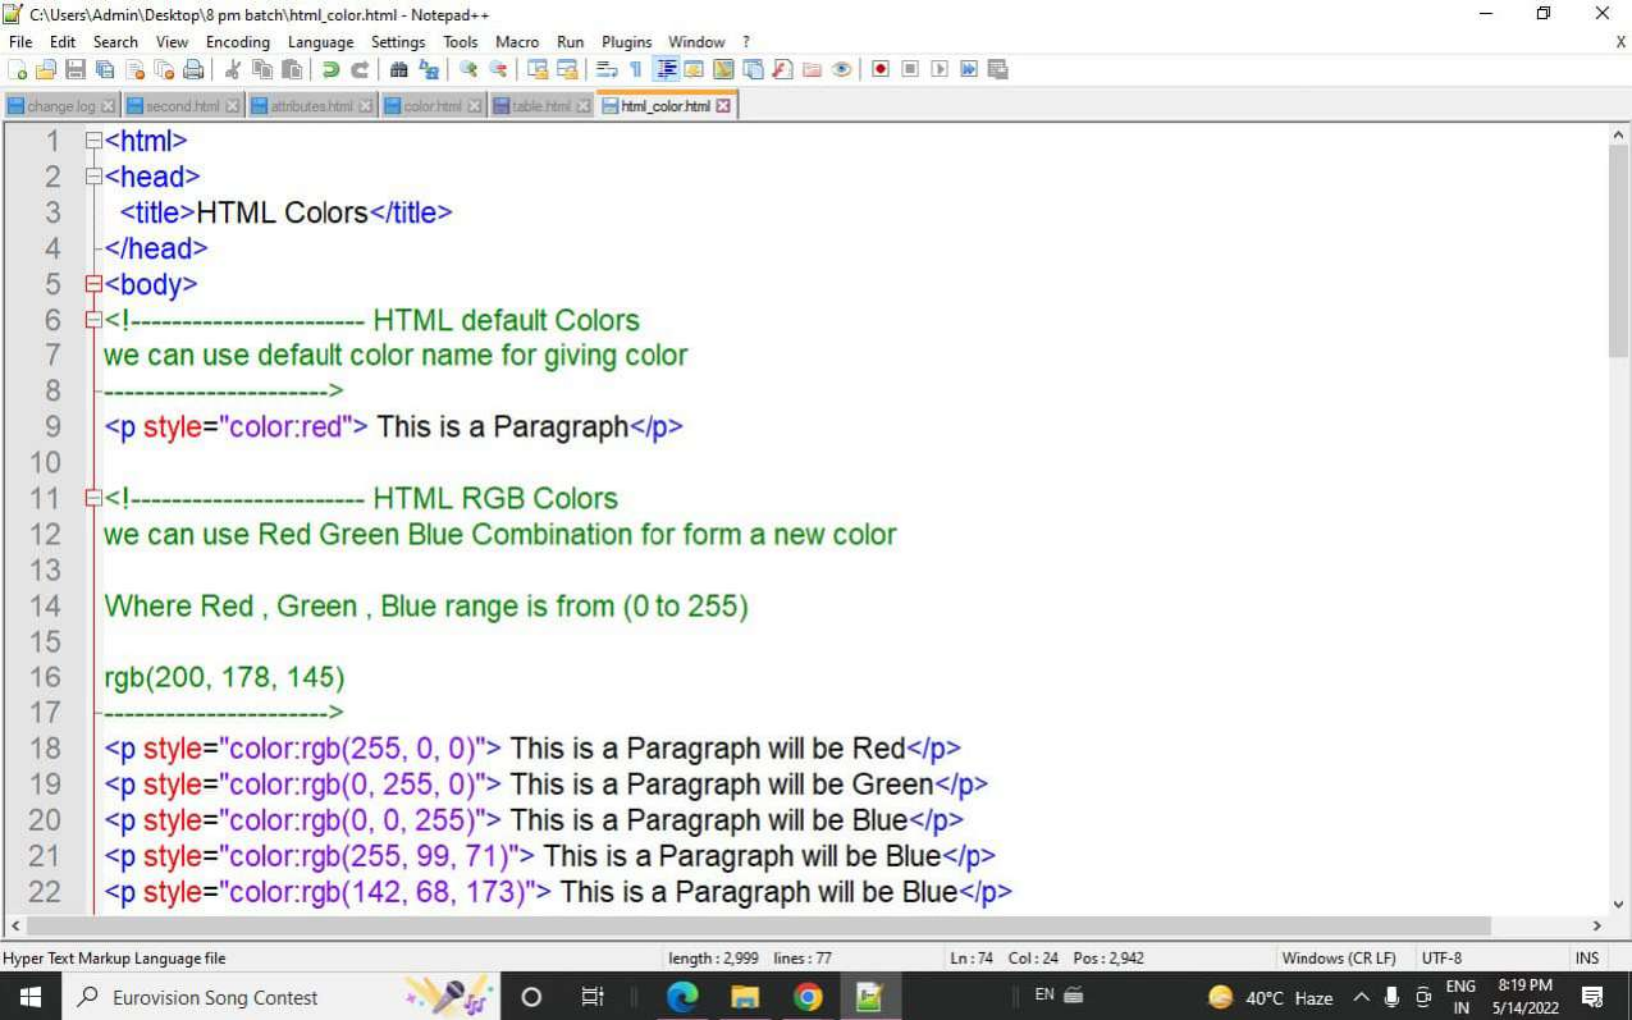 C:\Users\Admin\Desktop\8 pm batch\html_color.html - Notepad++
File Edit Search View Encoding Language Settings Tools Macro Run Plugins Window ? X
change.log second.html attributes.html color.html table.html html_color.html
1 <html>
2 <head>
3 <title>HTML Colors</title>
4 </head>
5 <body>
6 <!----------------------- HTML default Colors
7 we can use default color name for giving color
8 ---------------------->
9 <p style="color:red"> This is a Paragraph</p>
10
11 <!----------------------- HTML RGB Colors
12 we can use Red Green Blue Combination for form a new color
13
14 Where Red , Green , Blue range is from (0 to 255)
15
16 rgb(200, 178, 145)
17 ---------------------->
18 <p style="color:rgb(255, 0, 0)"> This is a Paragraph will be Red</p>
19 <p style="color:rgb(0, 255, 0)"> This is a Paragraph will be Green</p>
20 <p style="color:rgb(0, 0, 255)"> This is a Paragraph will be Blue</p>
21 <p style="color:rgb(255, 99, 71)"> This is a Paragraph will be Blue</p>
22 <p style="color:rgb(142, 68, 173)"> This is a Paragraph will be Blue</p>
Hyper Text Markup Language file length : 2,999 lines : 77 Ln : 74 Col : 24 Pos : 2,942 Windows (CR LF) UTF-8 INS
Eurovision Song Contest EN 40°C Haze ENG 8:19 PM
IN 5/14/2022